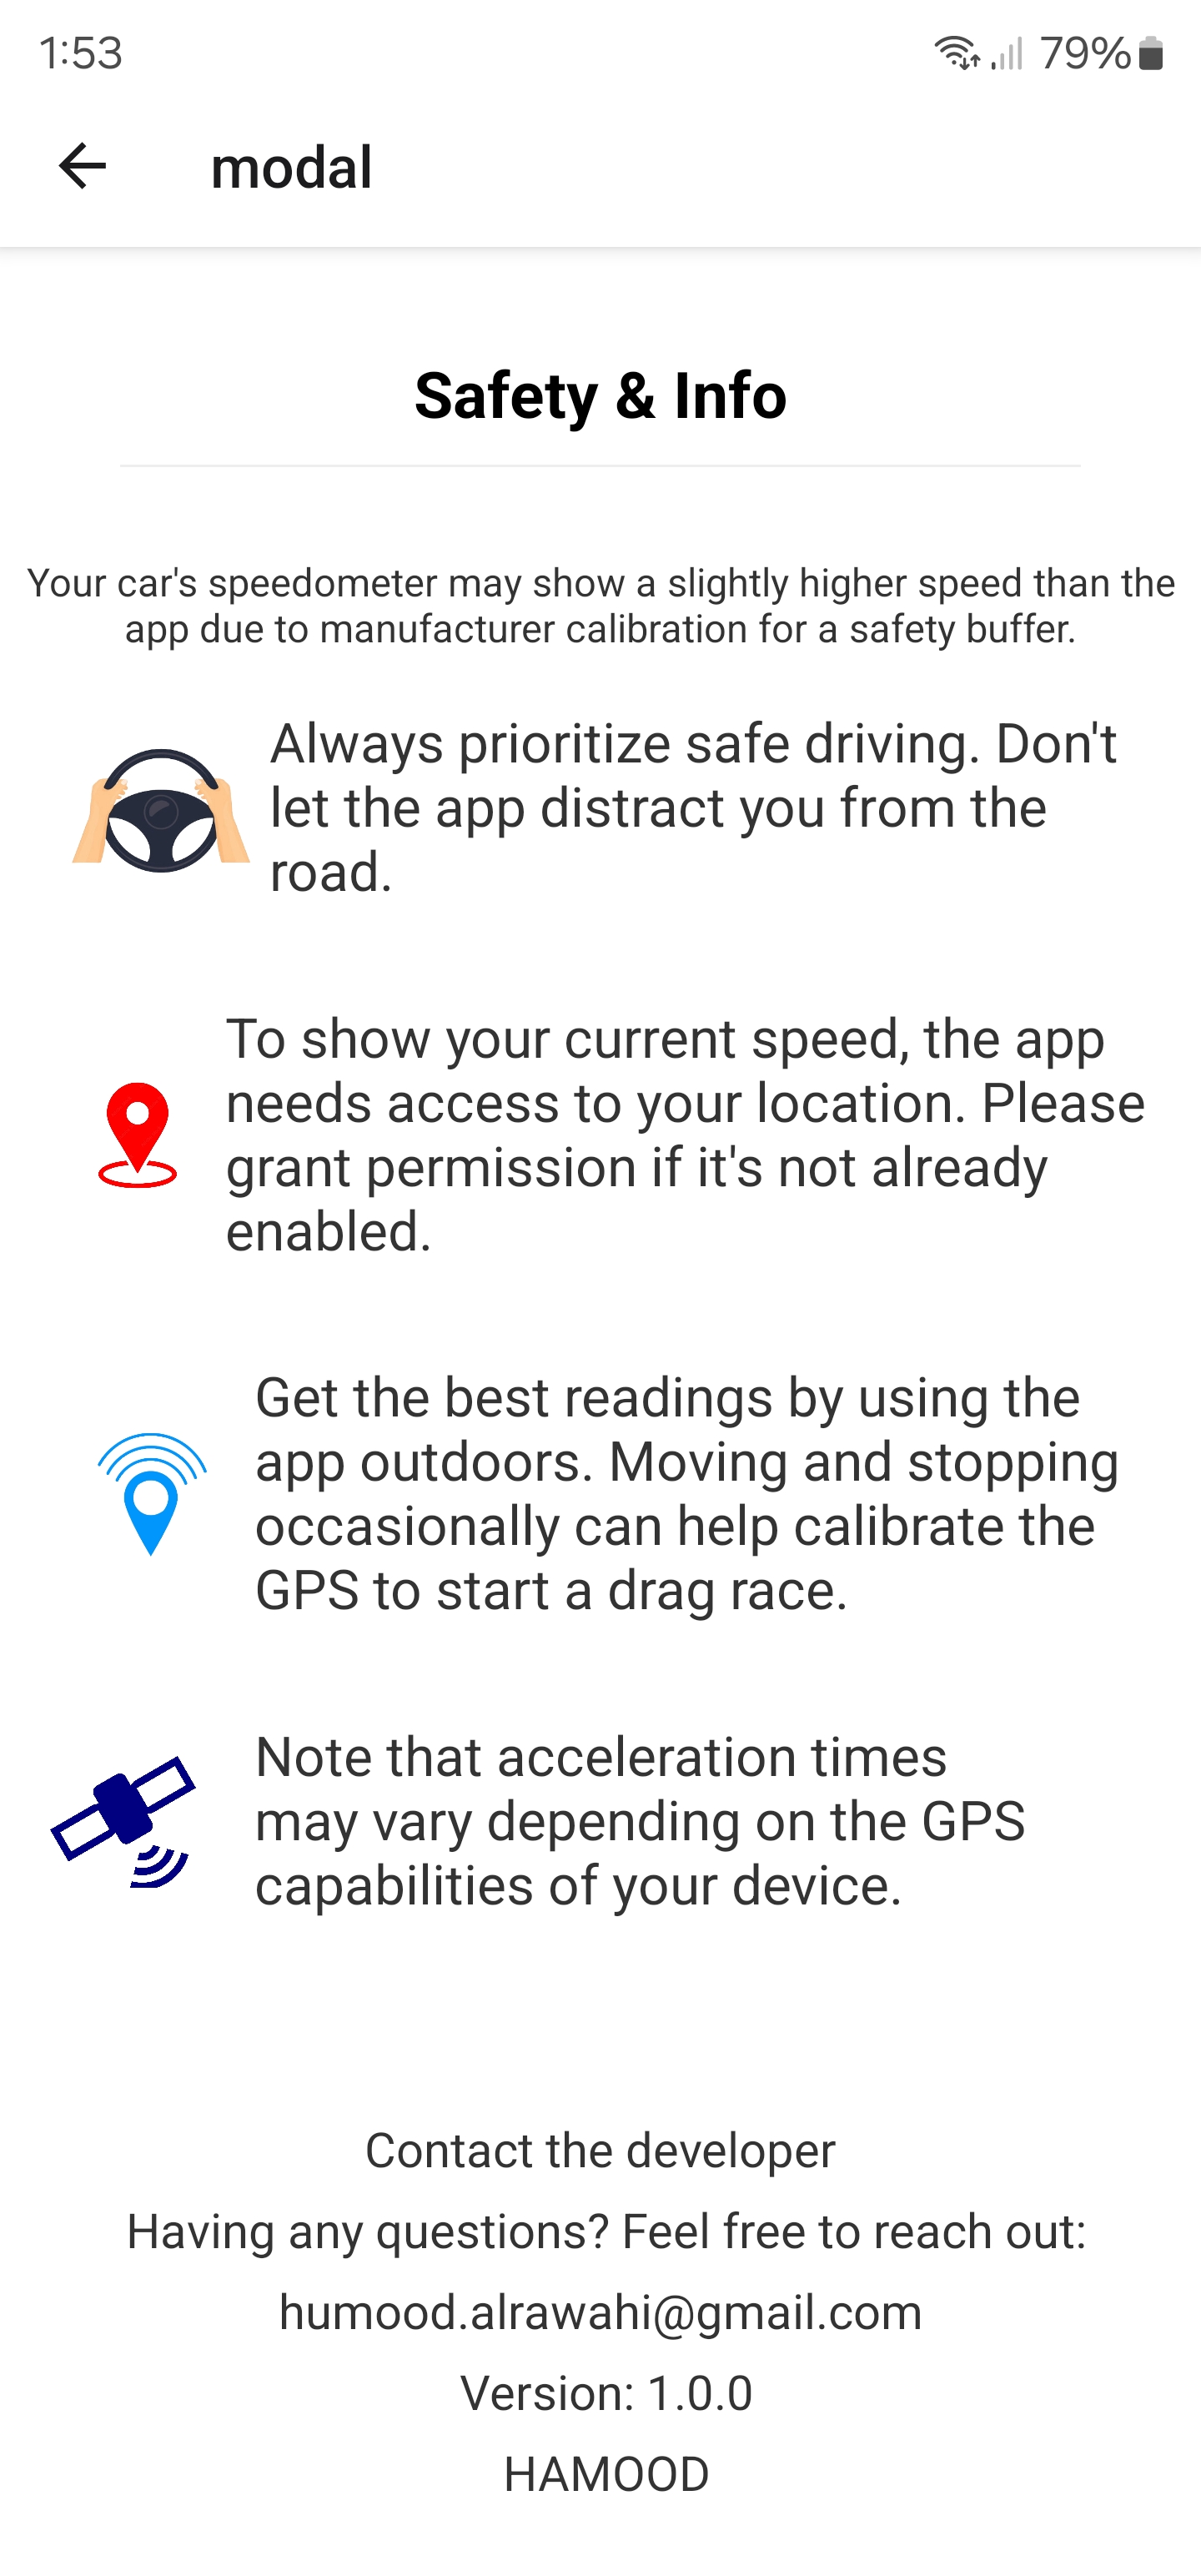 1:53
79%
modal
Safety & Info
Your car's speedometer may show a slightly higher speed than the
app due to manufacturer calibration for a safety buffer.
Always prioritize safe driving. Don't
let the app distract you from the
road.
To show your current speed, the app
needs access to your location. Please
grant permission if it's not already
enabled.
Get the best readings by using the
app outdoors. Moving and stopping
occasionally can help calibrate the
GPS to start a drag race.
Note that acceleration times
may vary depending on the GPS
capabilities of your device.
Contact the developer
Having any questions? Feel free to reach out:
humood.alrawahi@gmail.com
Version: 1.0.0
HAMOOD